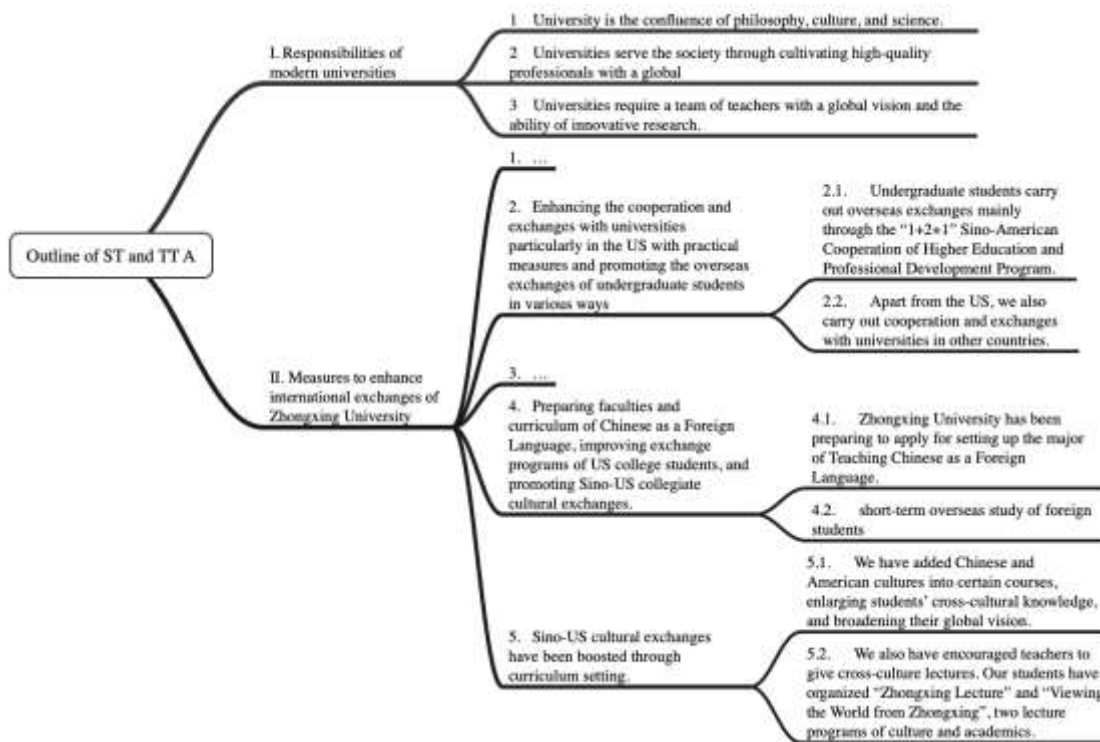 Outline of ST and TT A
I. Responsibilities of
modern universities
1 University is the confluence of philosophy, culture, and science.
2 Universities serve the society through cultivating high-quality
professionals with a global
3 Universities require a team of teachers with a global vision and the
ability of innovative research.
II. Measures to enhance
international exchanges of
Zhongxing University
1. …
2. Enhancing the cooperation and
exchanges with universities
particularly in the US with practical
measures and promoting the overseas
exchanges of undergraduate students
in various ways
2.1. Undergraduate students carry
out overseas exchanges mainly
through the “1+2+1” Sino-American
Cooperation of Higher Education and
Professional Development Program.
2.2. Apart from the US, we also
carry out cooperation and exchanges
with universities in other countries.
3. …
4. Preparing faculties and
curriculum of Chinese as a Foreign
Language, improving exchange
programs of US college students, and
promoting Sino-US collegiate
cultural exchanges.
4.1. Zhongxing University has been
preparing to apply for setting up the major
of Teaching Chinese as a Foreign
Language.
4.2. short-term overseas study of foreign
students
5. Sino-US cultural exchanges
have been boosted through
curriculum setting.
5.1. We have added Chinese and
American cultures into certain courses,
enlarging students’ cross-cultural knowledge,
and broadening their global vision.
5.2. We also have encouraged teachers to
give cross-culture lectures. Our students have
organized “Zhongxing Lecture” and “Viewing
the World from Zhongxing”, two lecture
programs of culture and academics.